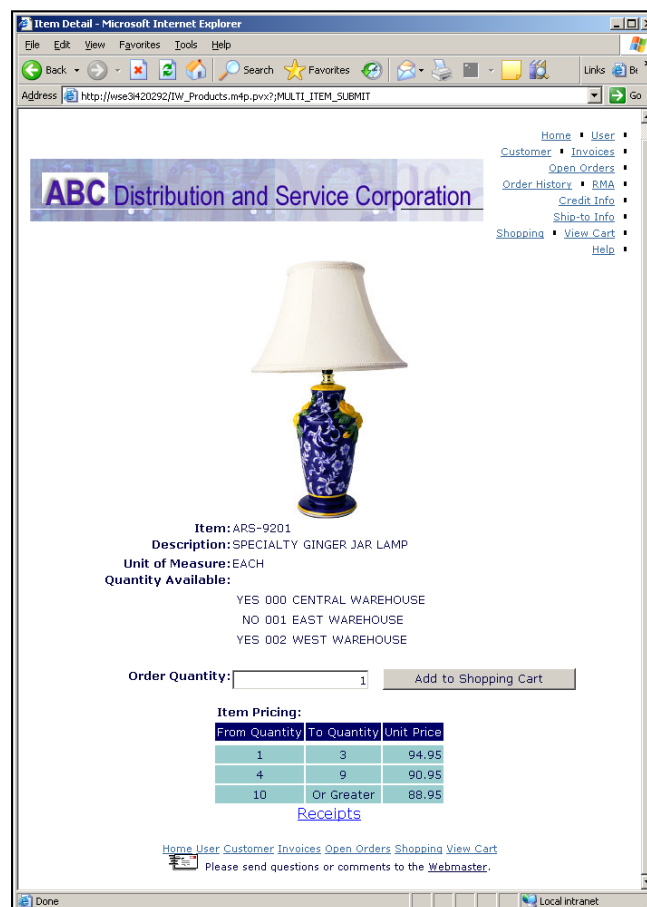 Item Detail - Microsoft Internet Explorer
File Edit View Favorites Tools Help
Back Search Favorites Links
Address http://wse3i420292/IW_Products.m4p.pvx?;MULTI_ITEM_SUBMIT Go
Home User
Customer Invoices
Open Orders
Order History RMA
Credit Info
Ship-to Info
Shopping View Cart
Help
ABC Distribution and Service Corporation
Item: ARS-9201
Description: SPECIALTY GINGER JAR LAMP
Unit of Measure: EACH
Quantity Available:
YES 000 CENTRAL WAREHOUSE
NO 001 EAST WAREHOUSE
YES 002 WEST WAREHOUSE
Order Quantity: 1 Add to Shopping Cart
Item Pricing:
From Quantity To Quantity Unit Price
1 3 94.95
4 9 90.95
10 Or Greater 88.95
Receipts
Home User Customer Invoices Open Orders Shopping View Cart
Please send questions or comments to the Webmaster.
Done Local intranet